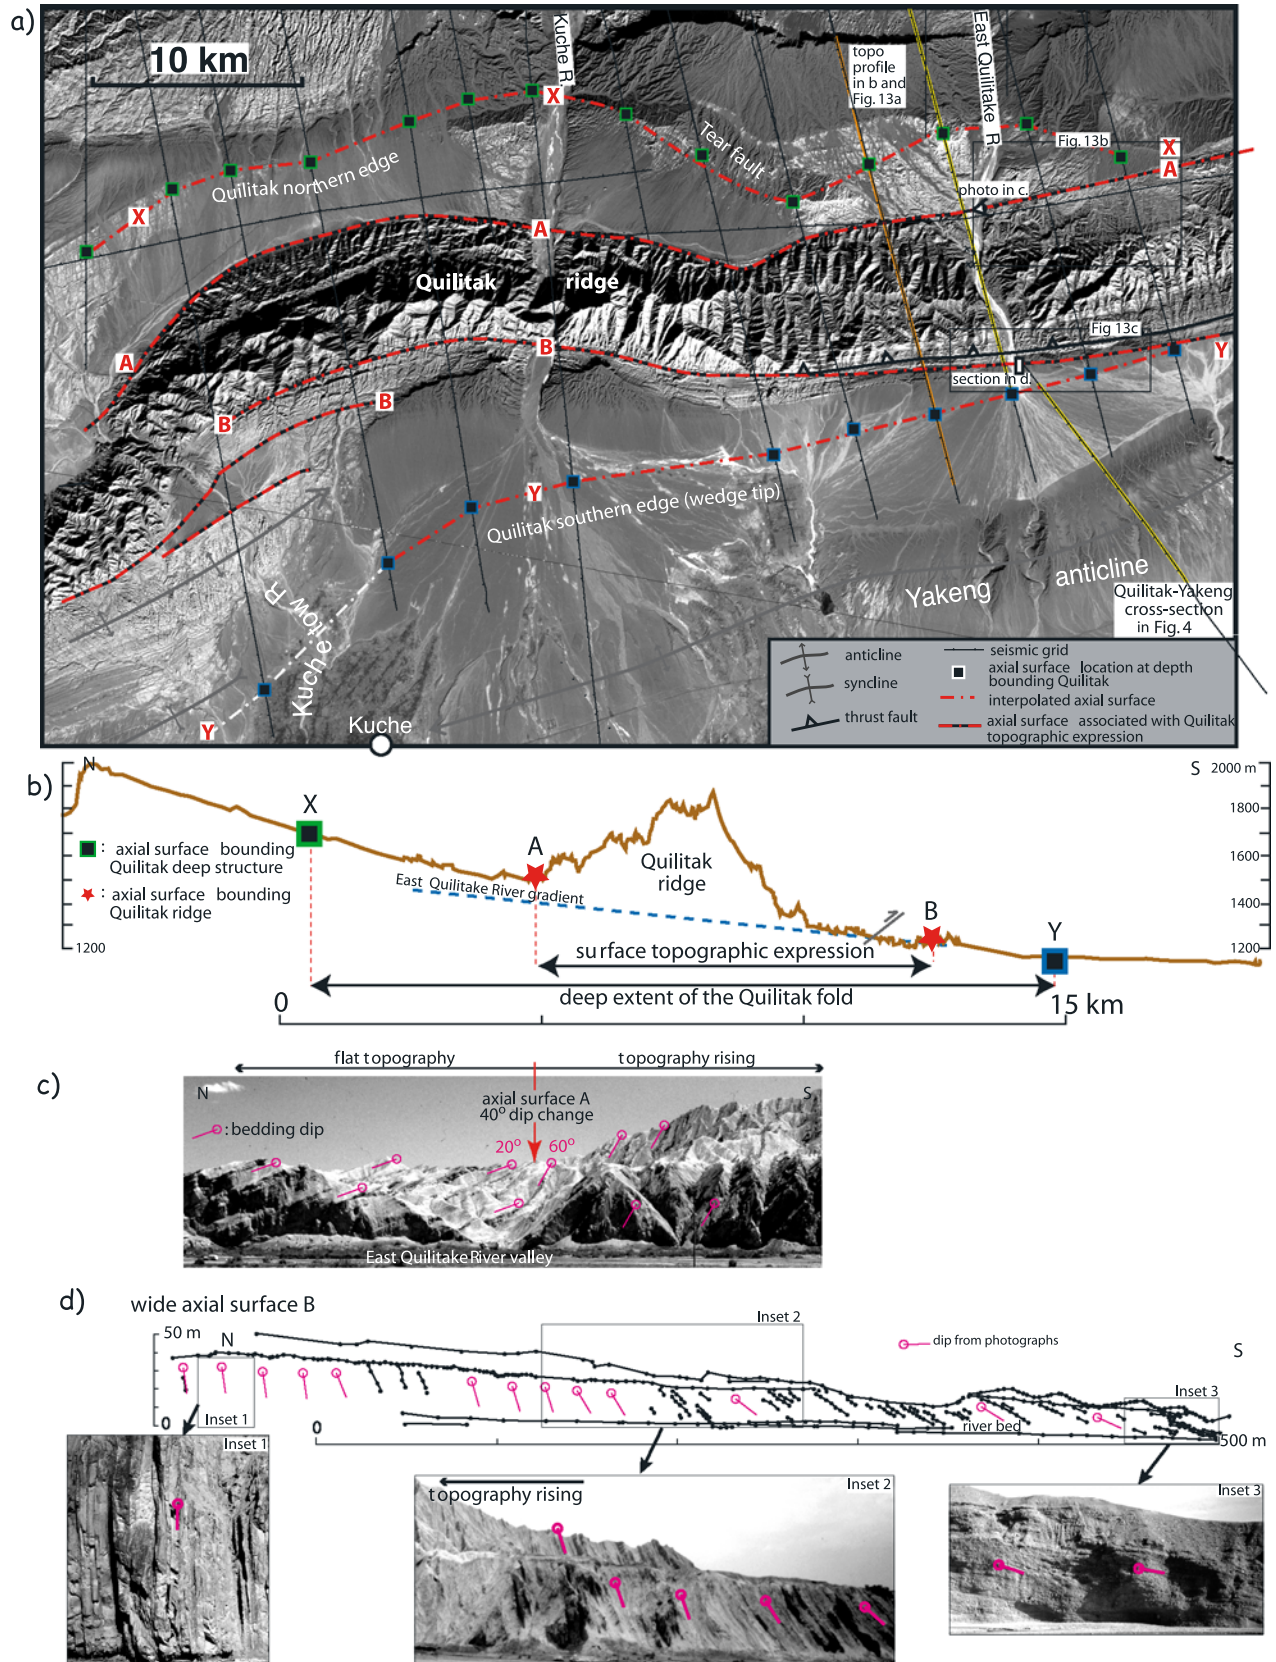 a)
10 km
Kuche R.
East Quilitake R
topo
profile
in b and
Fig. 13a
X
Tear fault
Fig. 13b
X
A
Quilitak northern edge
X
photo in c.
A
Quilitak ridge
A
B
Fig 13c
Y
B
B
section in d.
Y
Quilitak southern edge (wedge tip)
Yakeng anticline
Kuchetow R.
Y
Kuche
Quilitak-Yakeng
cross-section
in Fig. 4
anticline
syncline
thrust fault
seismic grid
axial surface location at depth
bounding Quilitak
interpolated axial surface
axial surface associated with Quilitak
topographic expression
b)
N
S
2000 m
1800
1600
1400
1200
1200
X
: axial surface bounding
Quilitak deep structure
: axial surface bounding
Quilitak ridge
A
Quilitak
ridge
East Quilitake River gradient
B
Y
surface topographic expression
deep extent of the Quilitak fold
0
15 km
c)
flat topography
topography rising
N
S
axial surface A
40° dip change
: bedding dip
20°
60°
East Quilitake River valley
d)
wide axial surface B
50 m
N
Inset 2
dip from photographs
S
Inset 3
0
Inset 1
0
river bed
500 m
Inset 1
topography rising
Inset 2
Inset 3